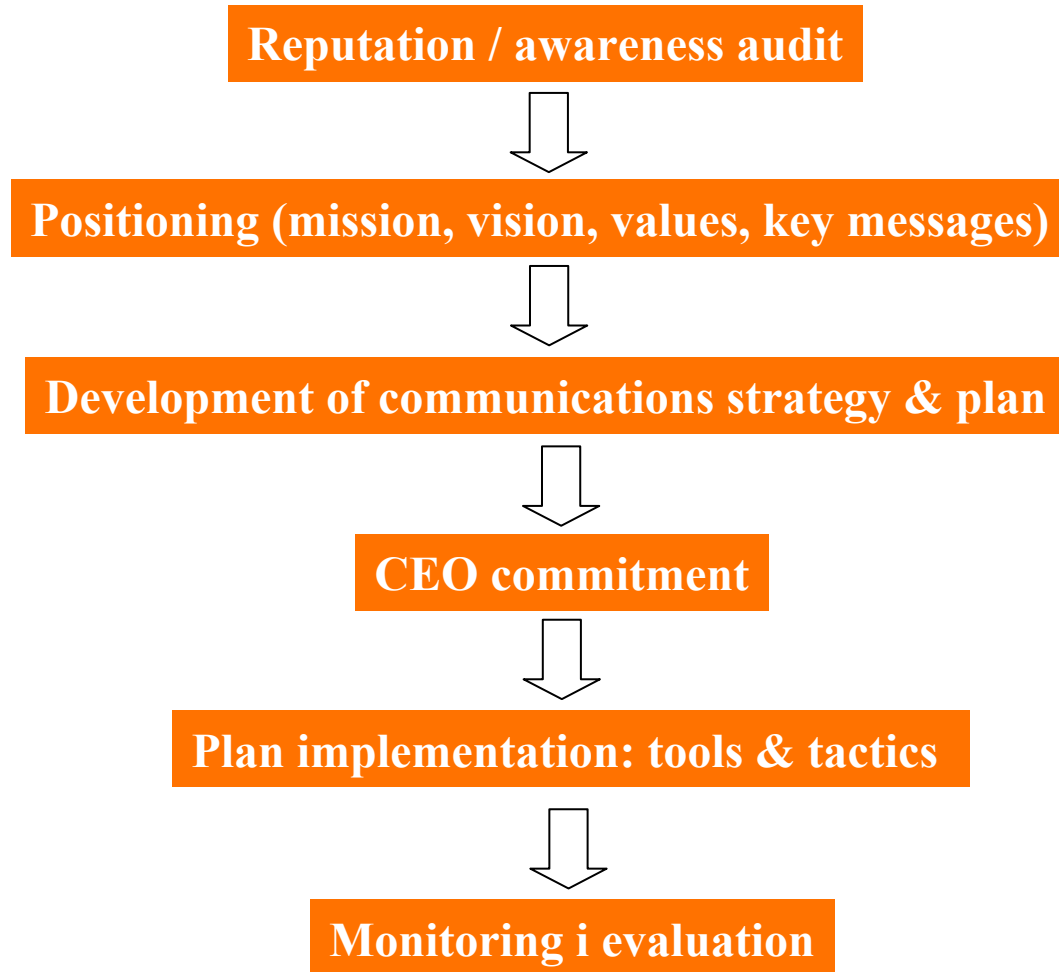 Reputation / awareness audit
Positioning (mission, vision, values, key messages)
Development of communications strategy & plan
CEO commitment
Plan implementation: tools & tactics
Monitoring i evaluation